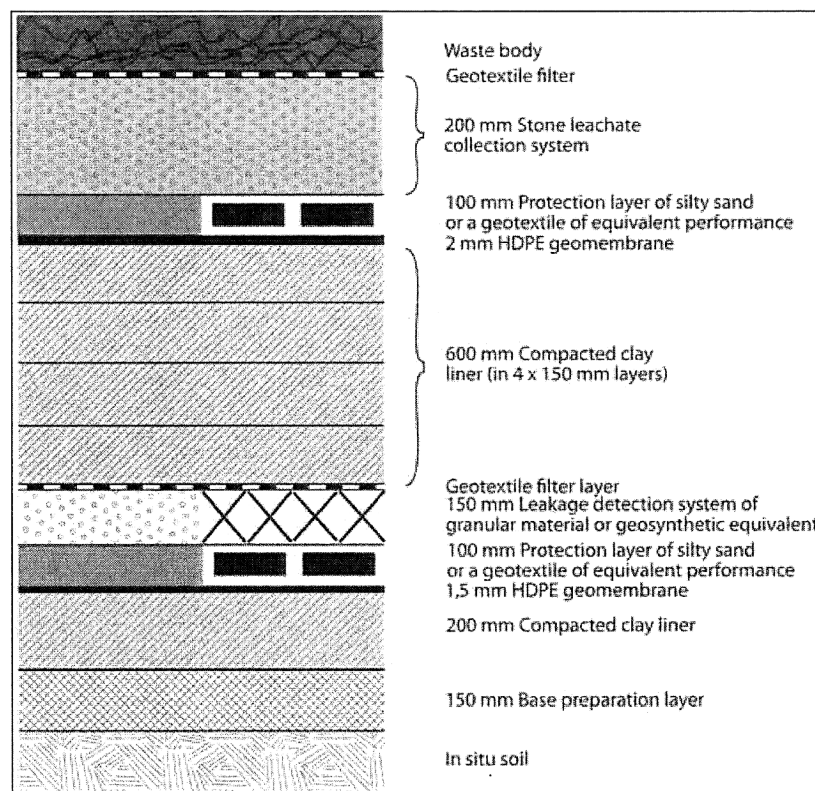 Waste body
Geotextile filter
200 mm Stone leachate
collection system
100 mm Protection layer of silty sand
or a geotextile of equivalent performance
2 mm HDPE geomembrane
600 mm Compacted clay
liner (in 4 x 150 mm layers)
Geotextile filter layer
150 mm Leakage detection system of
granular material or geosynthetic equivalent
100 mm Protection layer of silty sand
or a geotextile of equivalent performance
1,5 mm HDPE geomembrane
200 mm Compacted clay liner
150 mm Base preparation layer
In situ soil